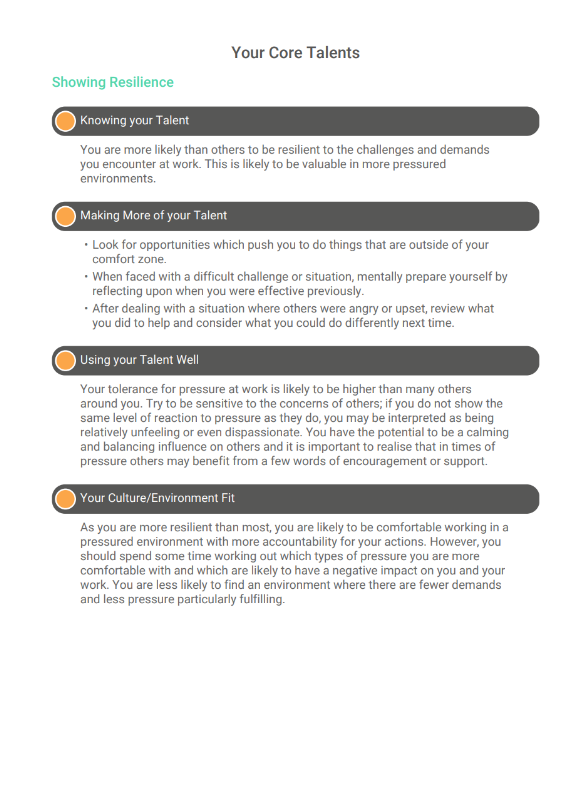 Your Core Talents
Showing Resilience
Knowing your Talent
You are more likely than others to be resilient to the challenges and demands
you encounter at work. This is likely to be valuable in more pressured
environments.
Making More of your Talent
• Look for opportunities which push you to do things that are outside of your
comfort zone.
• When faced with a difficult challenge or situation, mentally prepare yourself by
reflecting upon when you were effective previously.
• After dealing with a situation where others were angry or upset, review what
you did to help and consider what you could do differently next time.
Using your Talent Well
Your tolerance for pressure at work is likely to be higher than many others
around you. Try to be sensitive to the concerns of others; if you do not show the
same level of reaction to pressure as they do, you may be interpreted as being
relatively unfeeling or even dispassionate. You have the potential to be a calming
and balancing influence on others and it is important to realise that in times of
pressure others may benefit from a few words of encouragement or support.
Your Culture/Environment Fit
As you are more resilient than most, you are likely to be comfortable working in a
pressured environment with more accountability for your actions. However, you
should spend some time working out which types of pressure you are more
comfortable with and which are likely to have a negative impact on you and your
work. You are less likely to find an environment where there are fewer demands
and less pressure particularly fulfilling.